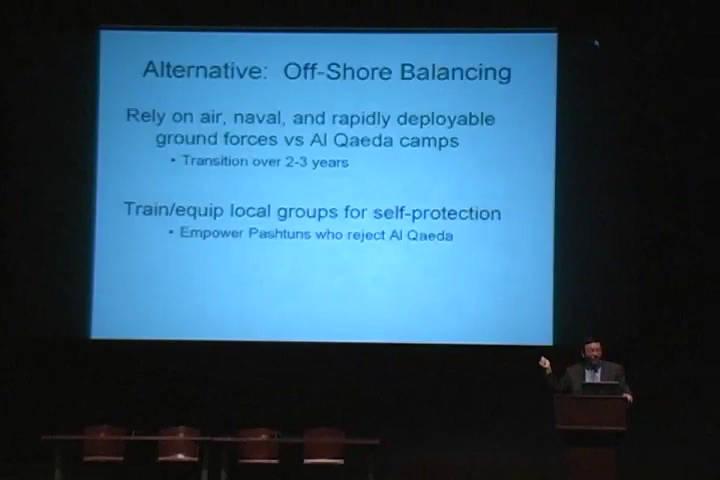 Alternative: Off-Shore Balancing
Rely on air, naval, and rapidly deployable
ground forces vs Al Qaeda camps
• Transition over 2-3 years
Train/equip local groups for self-protection
• Empower Pashtuns who reject Al Qaeda